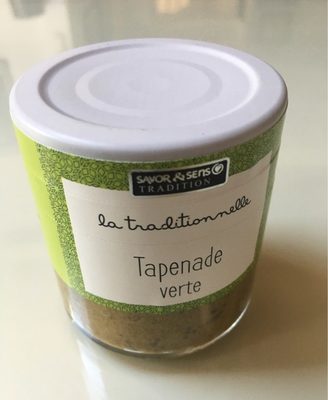 SAVOR & SENS
TRADITION
la traditionnelle
Tapenade
verte